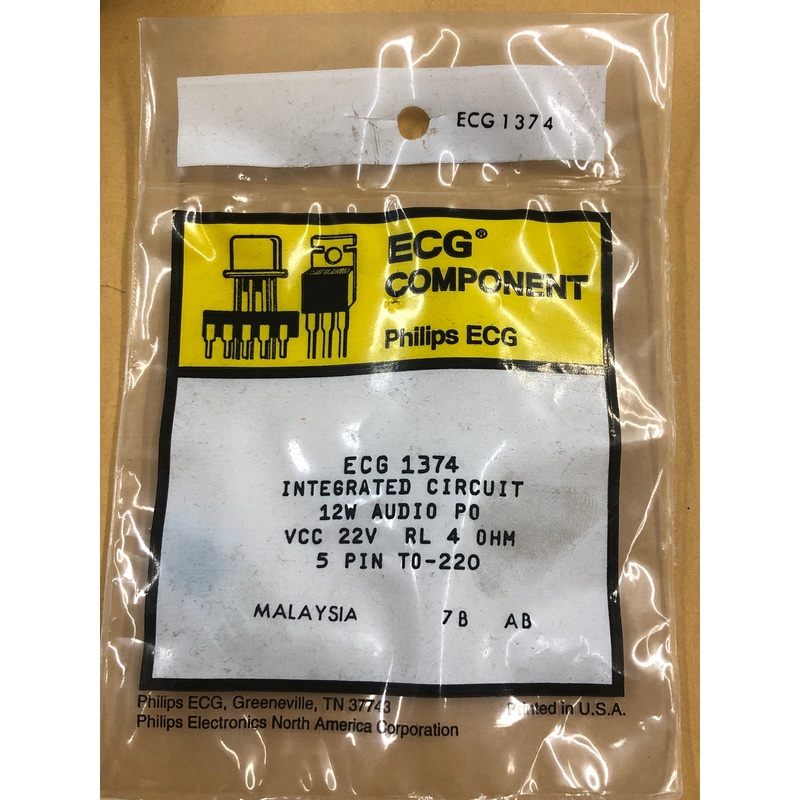 ECG 1374
ECG®
COMPONENT
Philips ECG
ECG 1374
INTEGRATED CIRCUIT
12W AUDIO PO
VCC 22V RL 4 OHM
5 PIN TO-220
MALAYSIA 7B AB
Philips ECG, Greeneville, TN 37743
Printed in U.S.A.
Philips Electronics North America Corporation